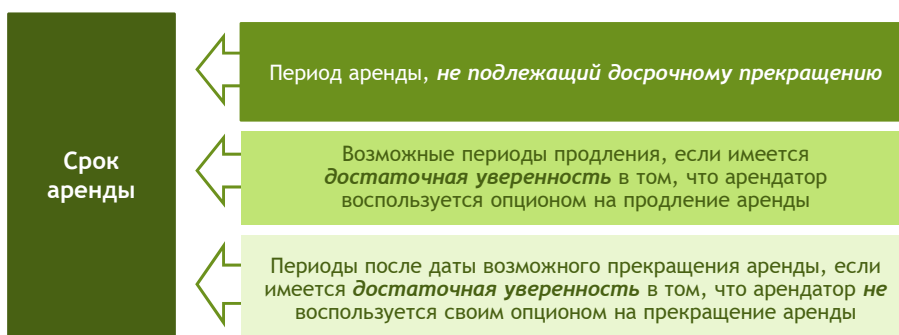 Срок
аренды
Период аренды, не подлежащий досрочному прекращению
Возможные периоды продления, если имеется
достаточная уверенность в том, что арендатор
воспользуется опционом на продление аренды
Периоды после даты возможного прекращения аренды, если
имеется достаточная уверенность в том, что арендатор не
воспользуется своим опционом на прекращение аренды